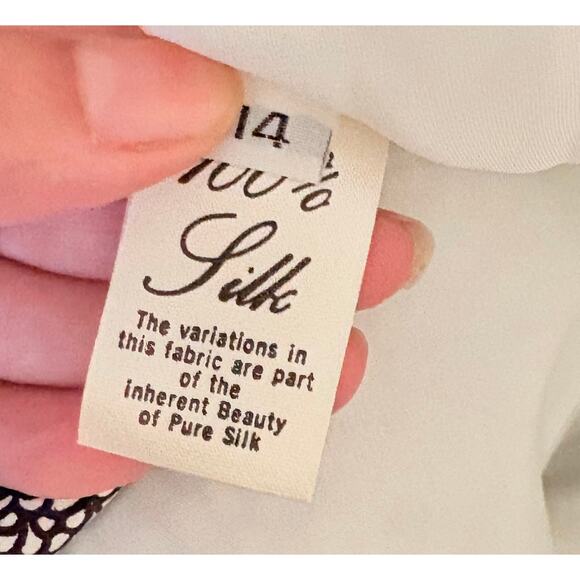 14
100%
Silk
The variations in
this fabric are part
of the
inherent Beauty
of Pure Silk